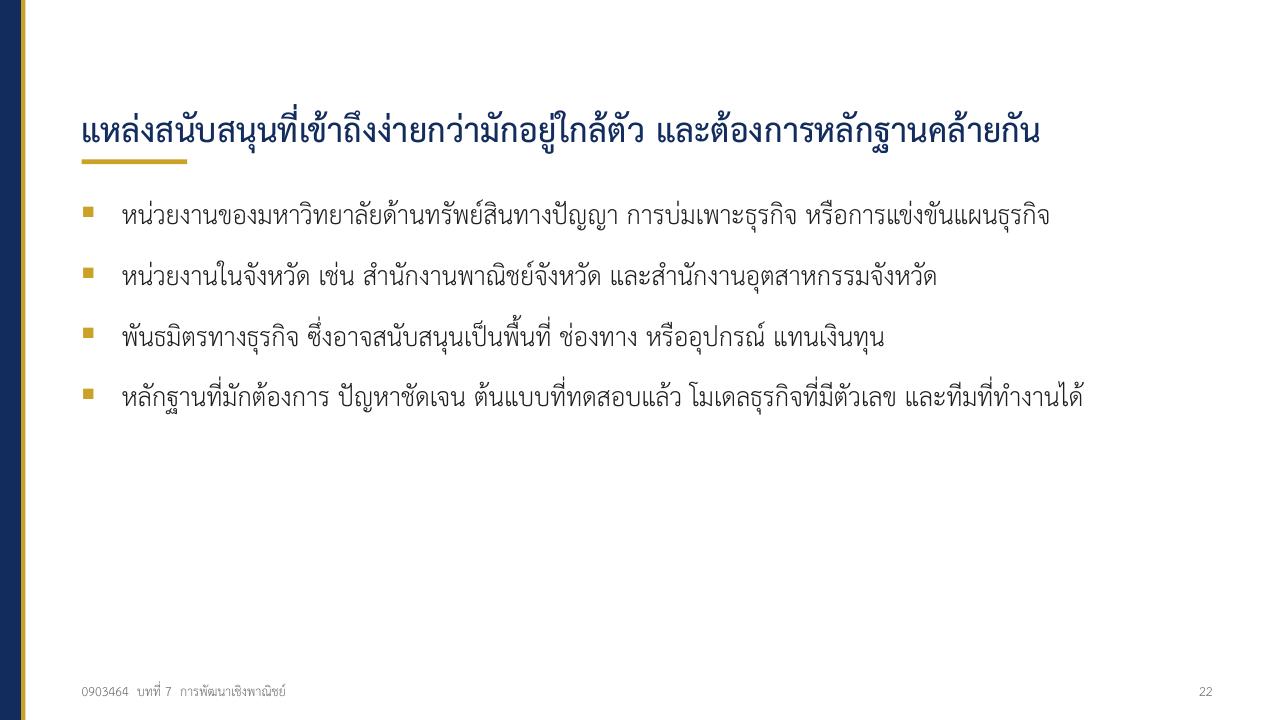 แหล่งสนับสนุนที่เข้าถึงง่ายกว่ามักอยู่ใกล้ตัว และต้องการหลักฐานคล้ายกัน
หน่วยงานของมหาวิทยาลัยด้านทรัพย์สินทางปัญญา การบ่มเพาะธุรกิจ หรือการแข่งขันแผนธุรกิจ
หน่วยงานในจังหวัด เช่น สำนักงานพาณิชย์จังหวัด และสำนักงานอุตสาหกรรมจังหวัด
พันธมิตรทางธุรกิจ ซึ่งอาจสนับสนุนเป็นพื้นที่ ช่องทาง หรืออุปกรณ์ แทนเงินทุน
หลักฐานที่มักต้องการ ปัญหาชัดเจน ต้นแบบที่ทดสอบแล้ว โมเดลธุรกิจที่มีตัวเลข และทีมที่ทำงานได้
0903464 บทที่ 7 การพัฒนาเชิงพาณิชย์
22